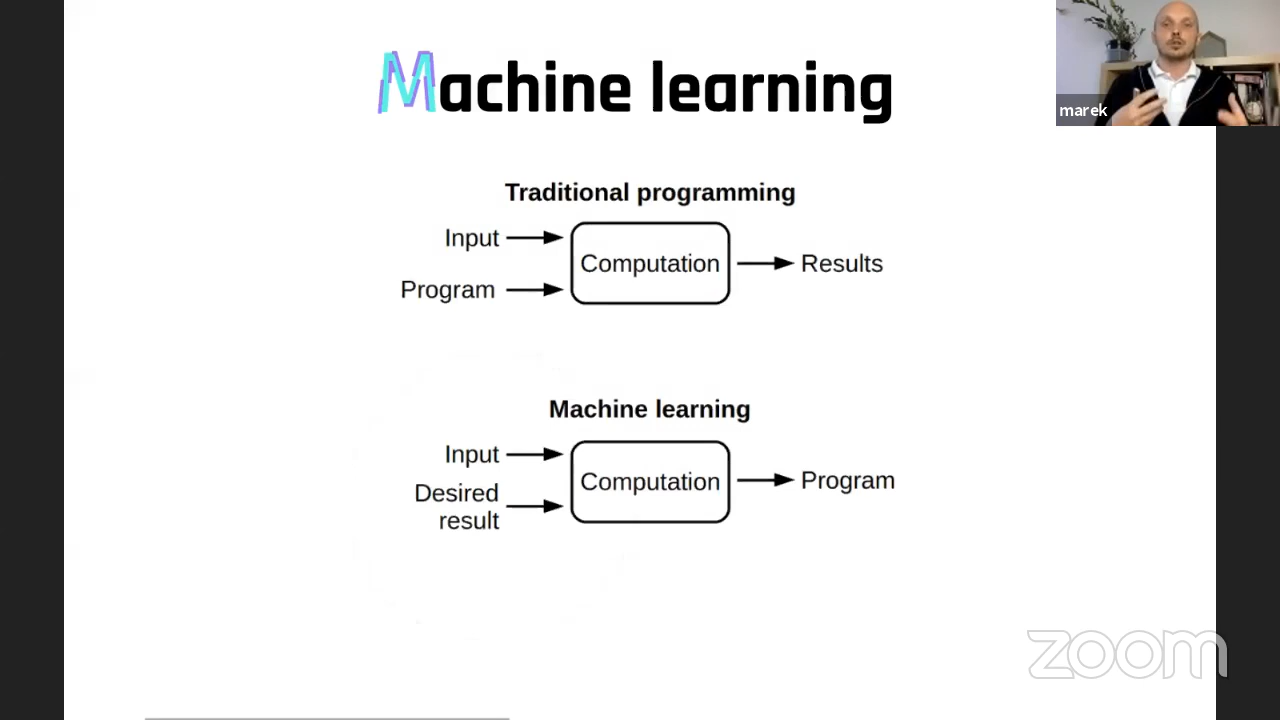 Machine learning
marek
Traditional programming
Input
Program
Computation
Results
Machine learning
Input
Desired
result
Computation
Program
zoom